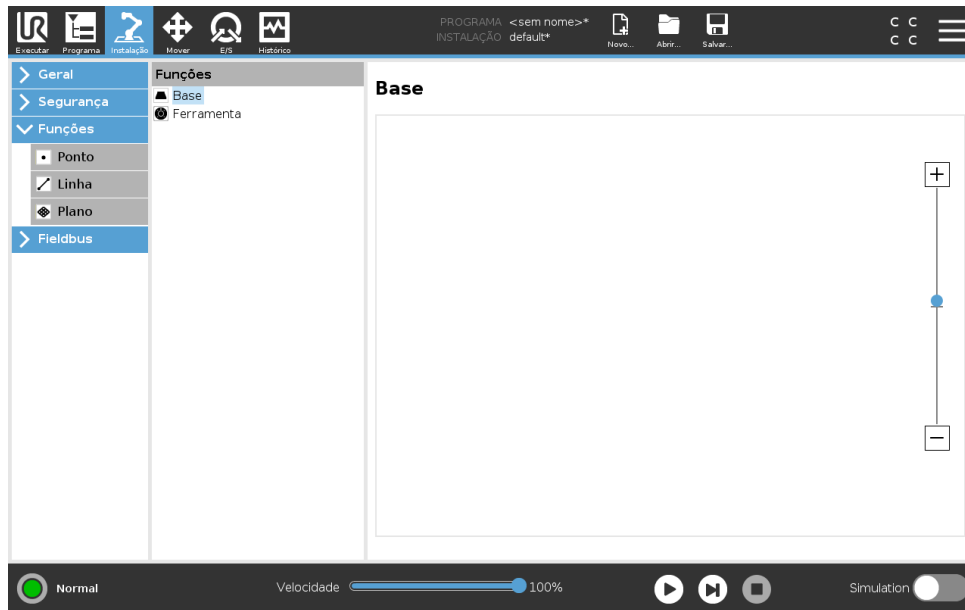 PROGRAMA <sem nome>*
INSTALAÇÃO default*
UR
Executar Programa Instalação Mover E/S Histórico Novo... Abrir... Salvar...
C C
C C
Geral
Segurança
Funções
Ponto
Linha
Plano
Fieldbus
Funções
Base
Ferramenta
Base
Normal
Velocidade 100%
Simulation